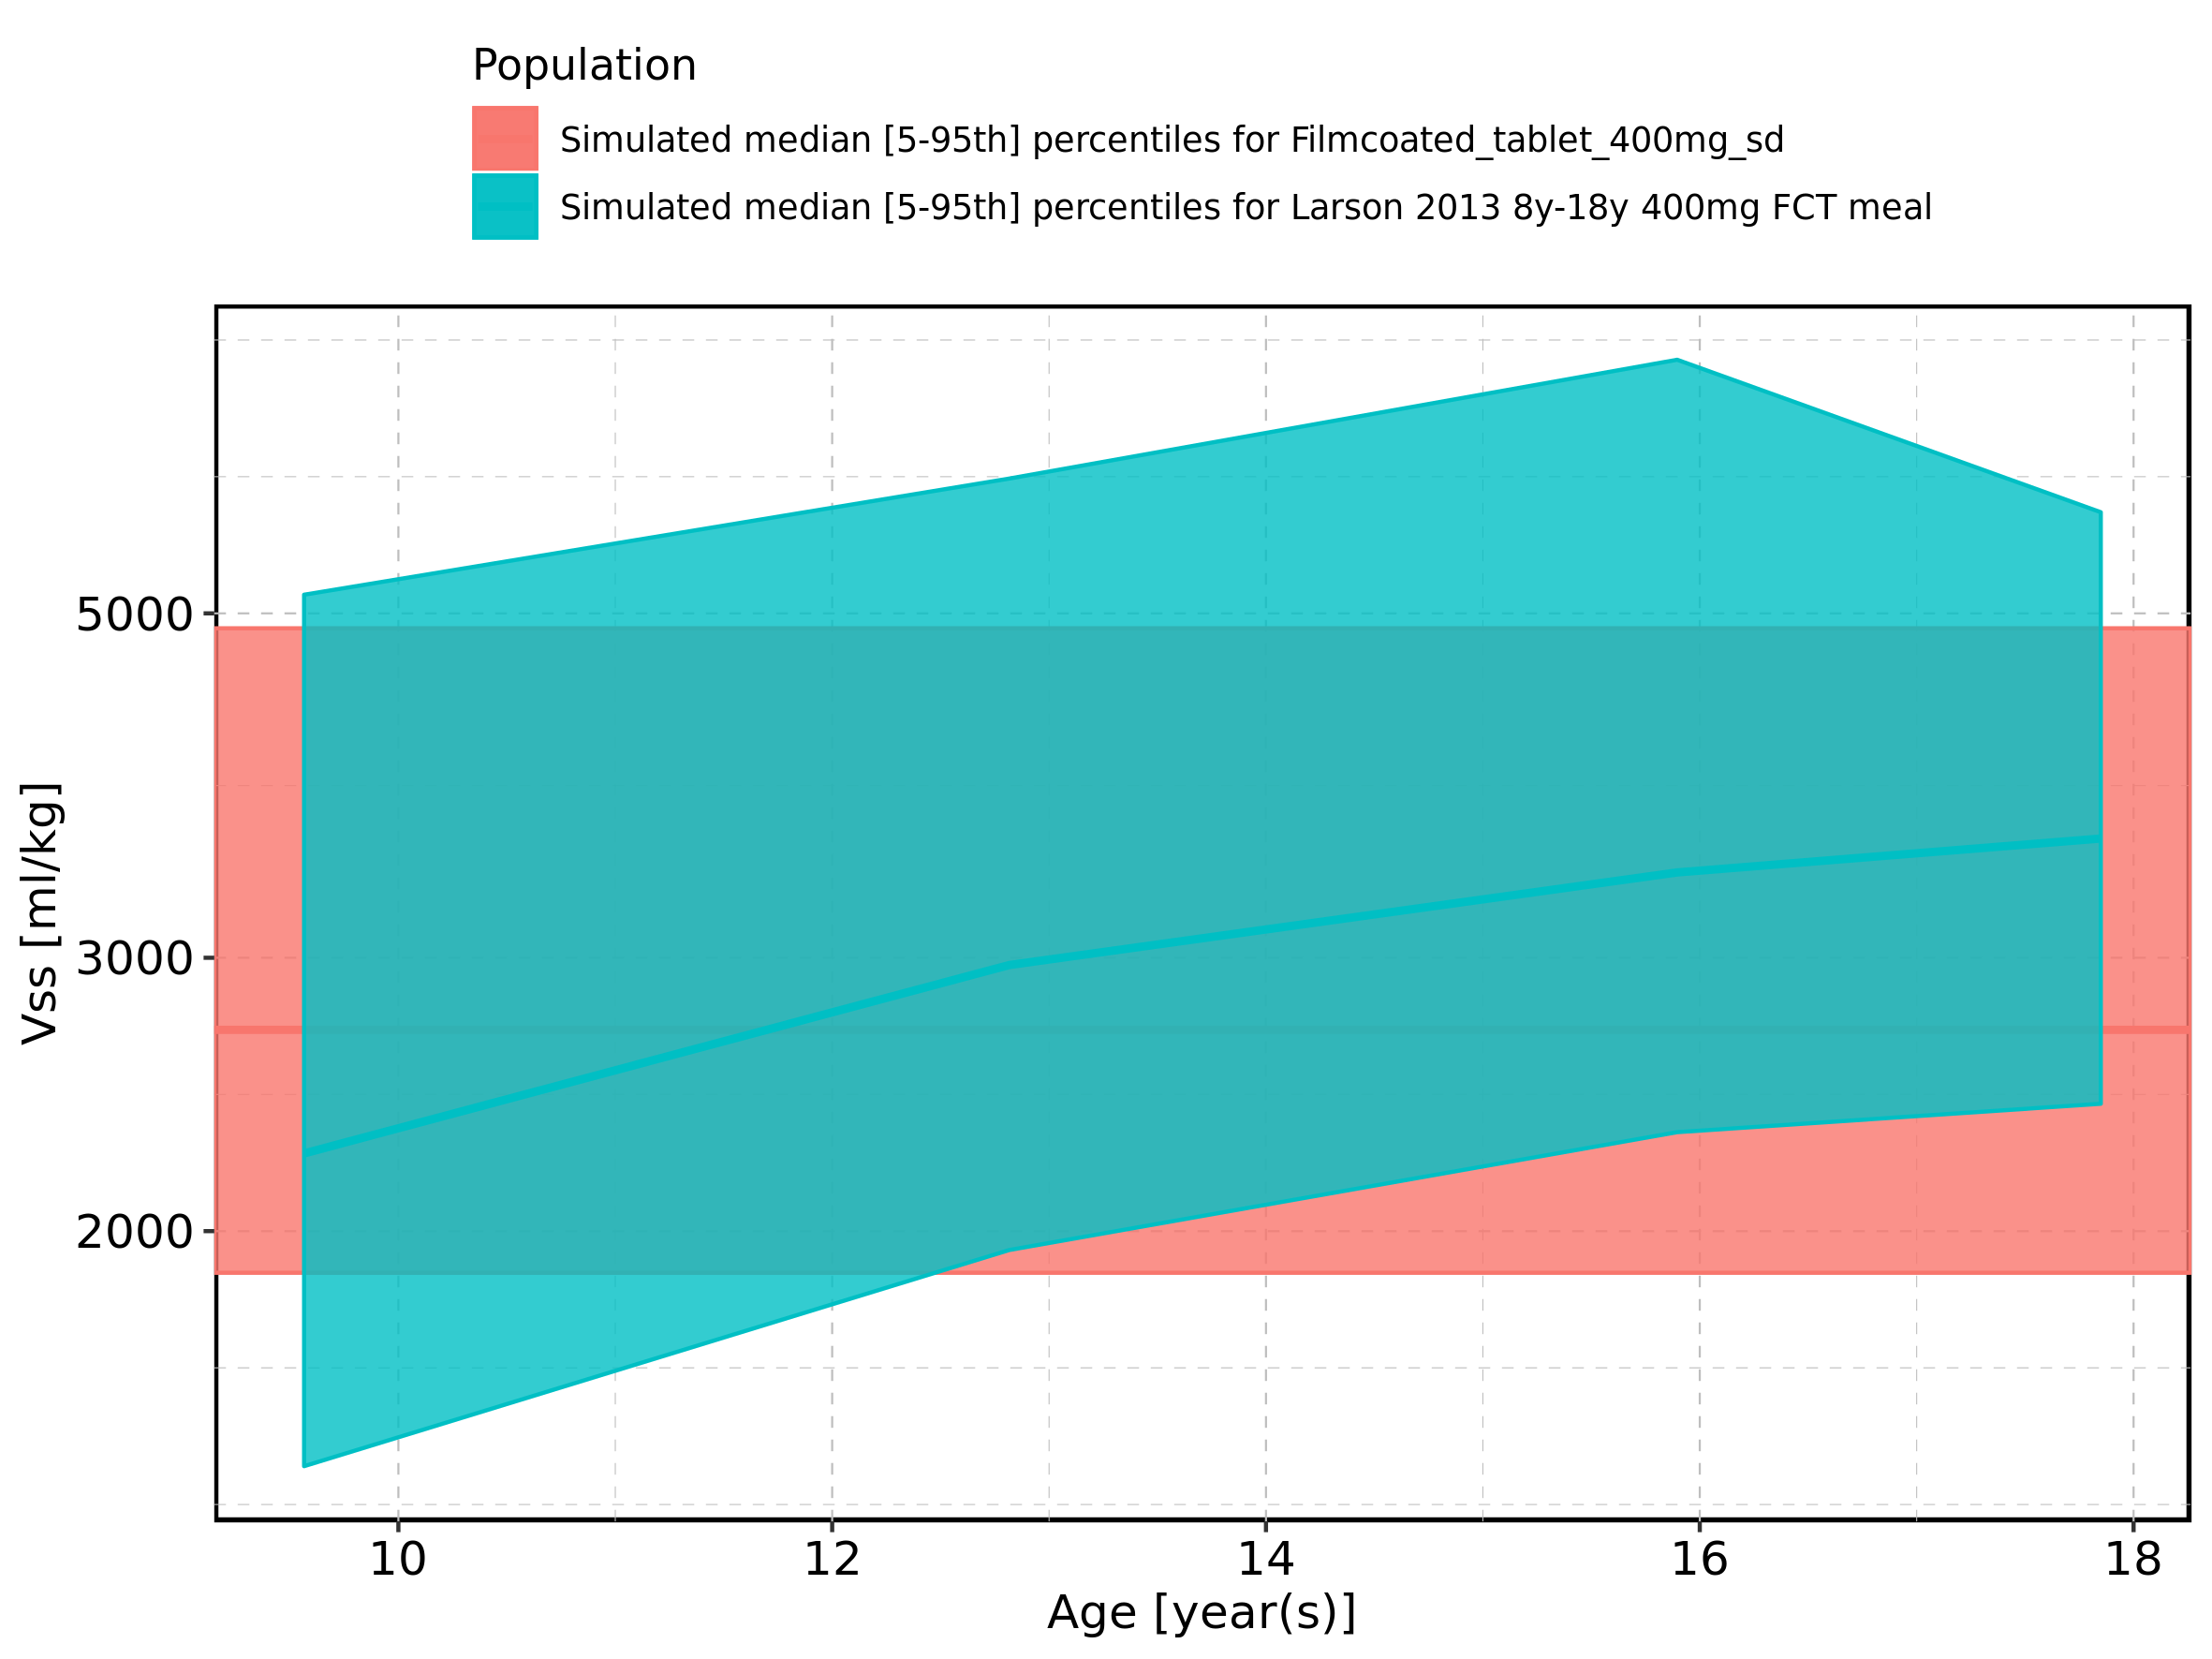 Population
Simulated median [5-95th] percentiles for Filmcoated_tablet_400mg_sd
Simulated median [5-95th] percentiles for Larson 2013 8y-18y 400mg FCT meal
5000
3000
2000
Vss [ml/kg]
10 12 14 16 18
Age [year(s)]